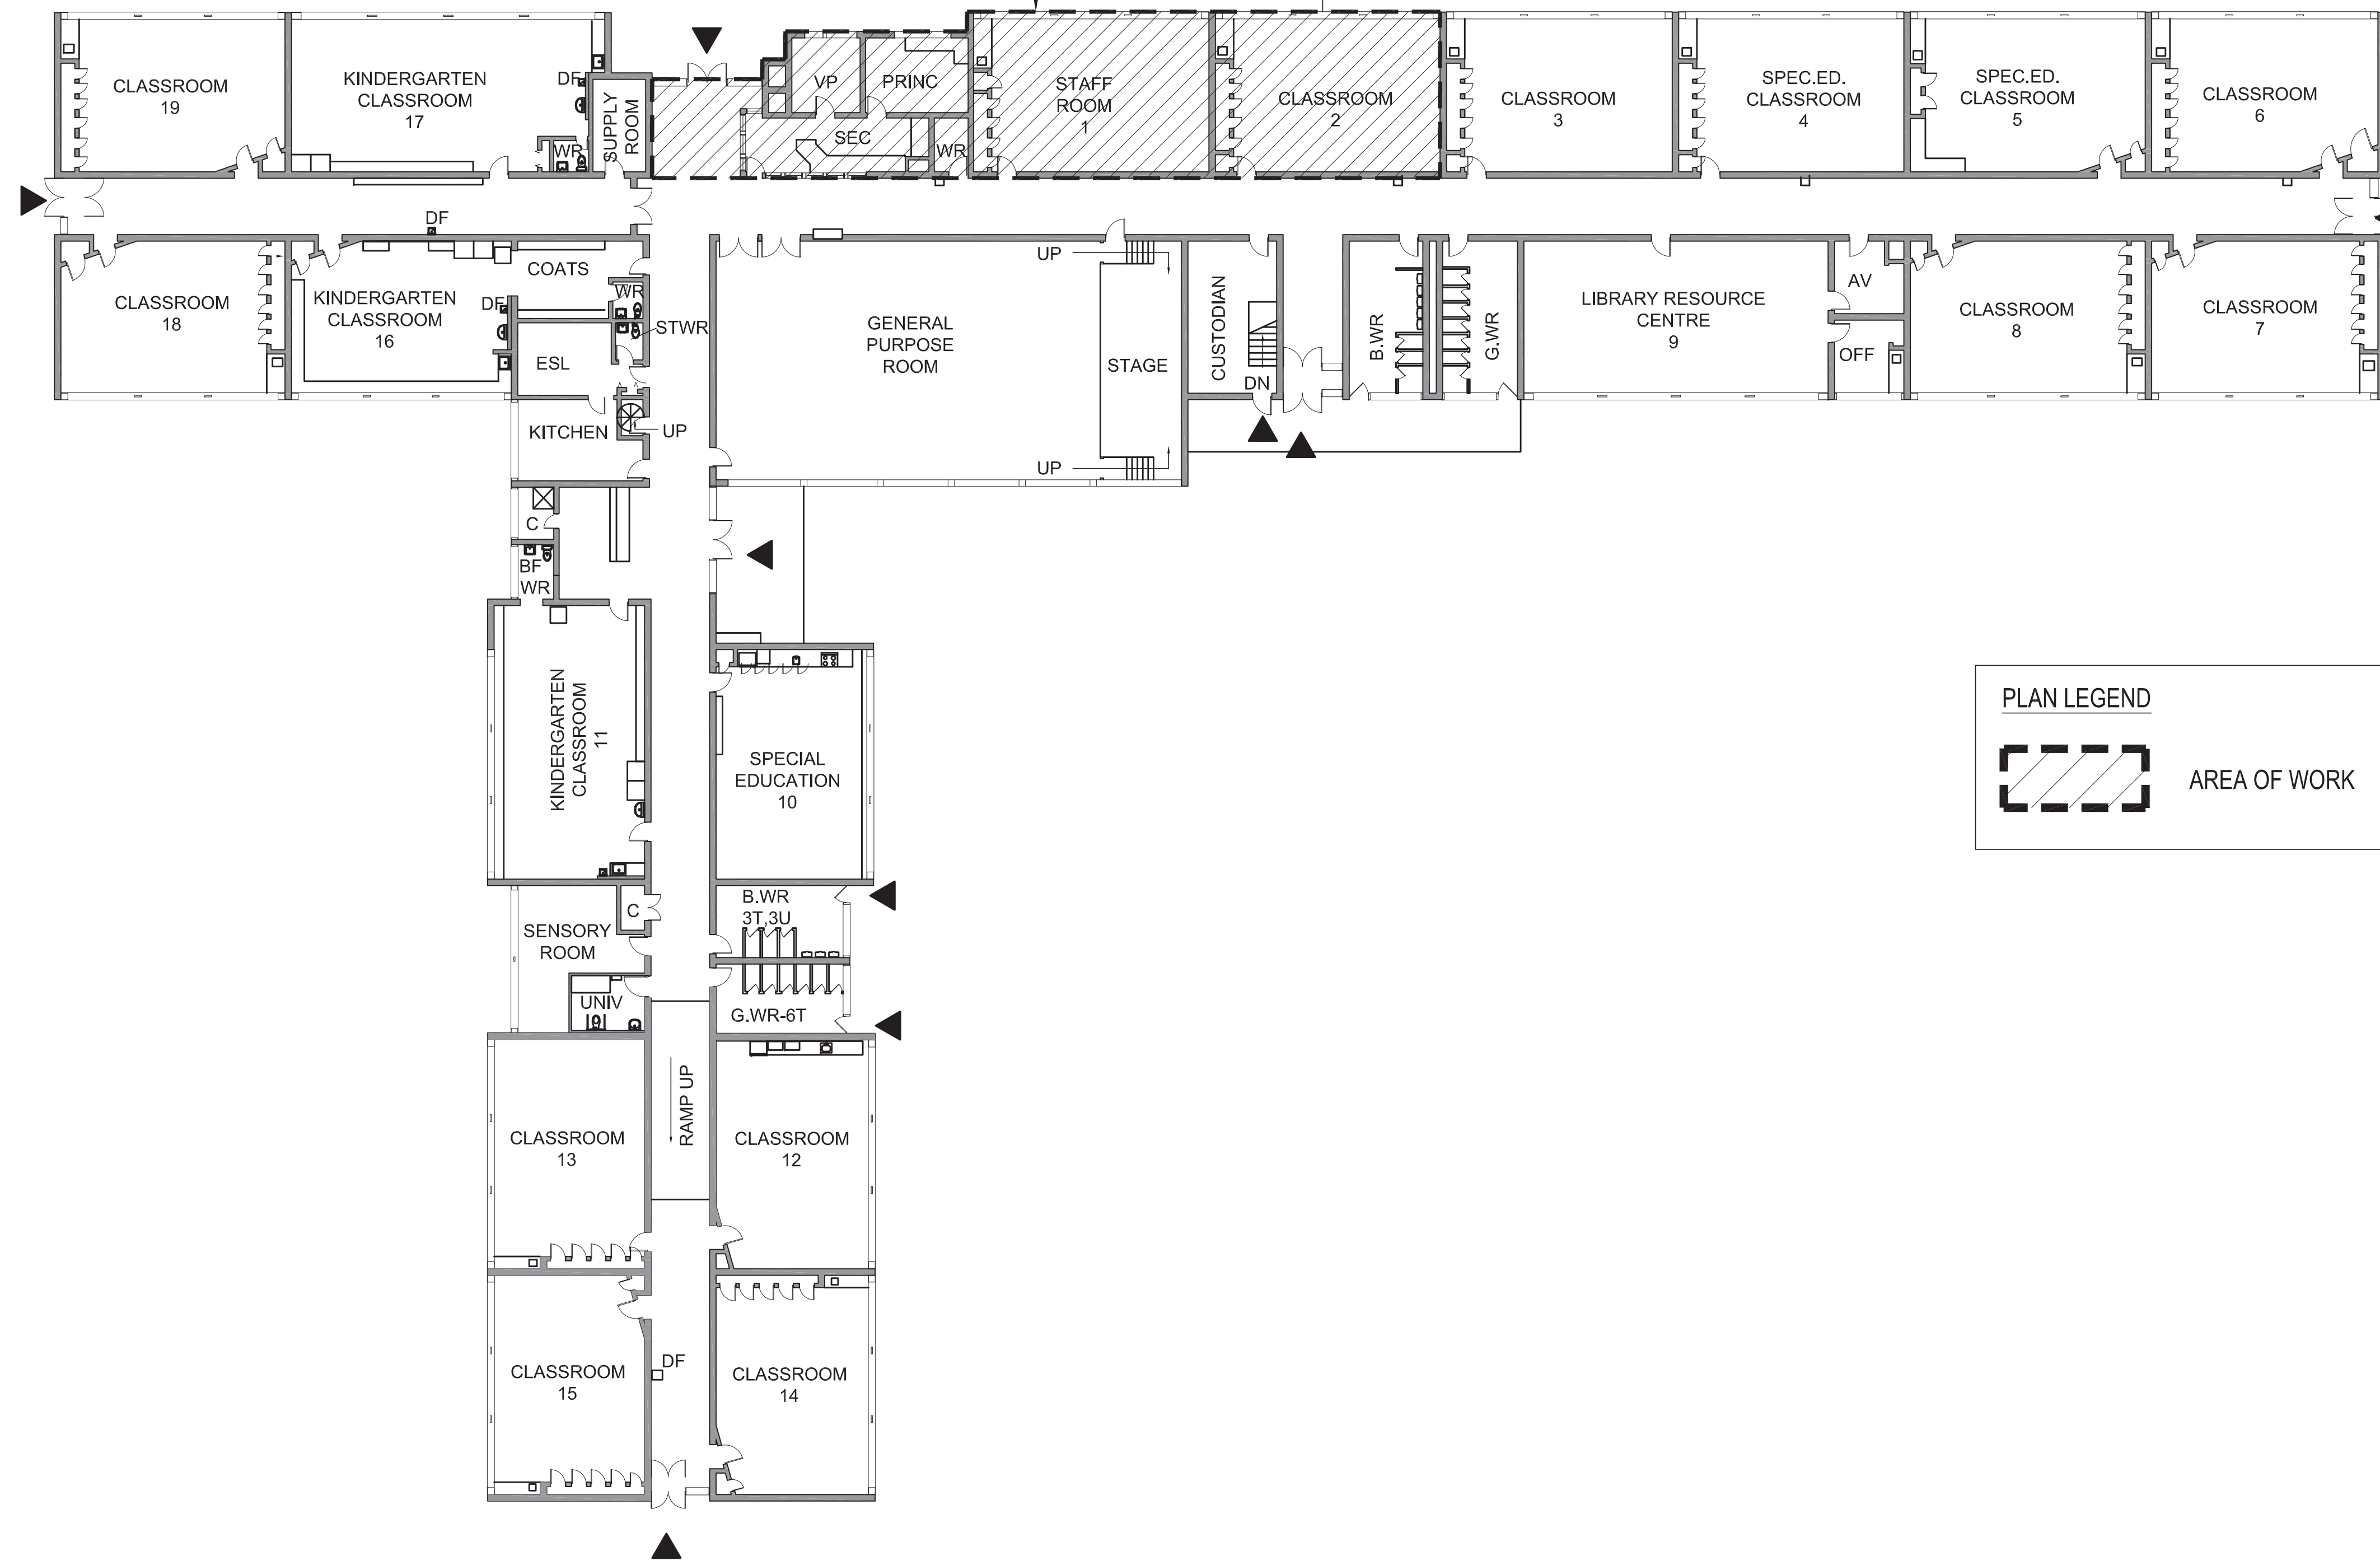 CLASSROOM
19
KINDERGARTEN
CLASSROOM
17
DF
WR
SUPPLY
ROOM
VP
PRINC
SEC
WR
STAFF
ROOM
1
CLASSROOM
2
CLASSROOM
3
SPEC.ED.
CLASSROOM
4
SPEC.ED.
CLASSROOM
5
CLASSROOM
6
DF
CLASSROOM
18
KINDERGARTEN
CLASSROOM
16
DF
COATS
WR
STWR
ESL
KITCHEN
UP
GENERAL
PURPOSE
ROOM
UP
STAGE
UP
CUSTODIAN
DN
B.WR
G.WR
LIBRARY RESOURCE
CENTRE
9
AV
OFF
CLASSROOM
8
CLASSROOM
7
C
BF
WR
KINDERGARTEN
CLASSROOM
11
SPECIAL
EDUCATION
10
PLAN LEGEND
AREA OF WORK
C
SENSORY
ROOM
UNIV
B.WR
3T,3U
G.WR-6T
RAMP UP
CLASSROOM
13
CLASSROOM
12
CLASSROOM
15
DF
CLASSROOM
14